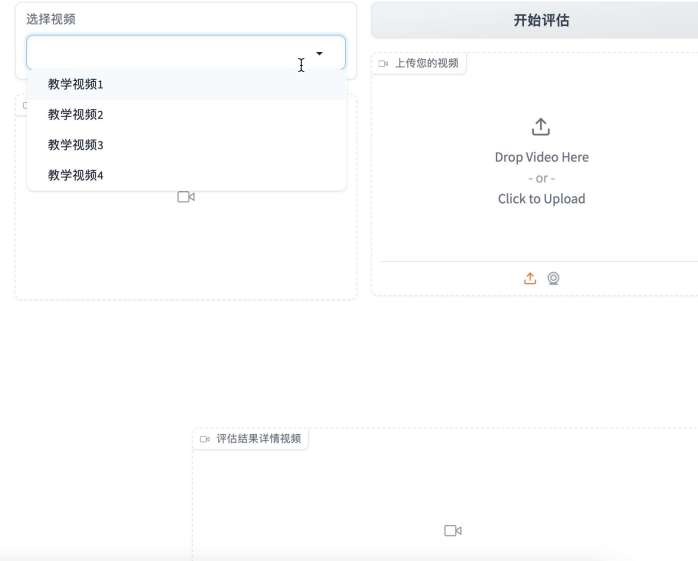 选择视频
教学视频1
教学视频2
教学视频3
教学视频4
开始评估
上传您的视频
Drop Video Here
- or -
Click to Upload
评估结果详情视频